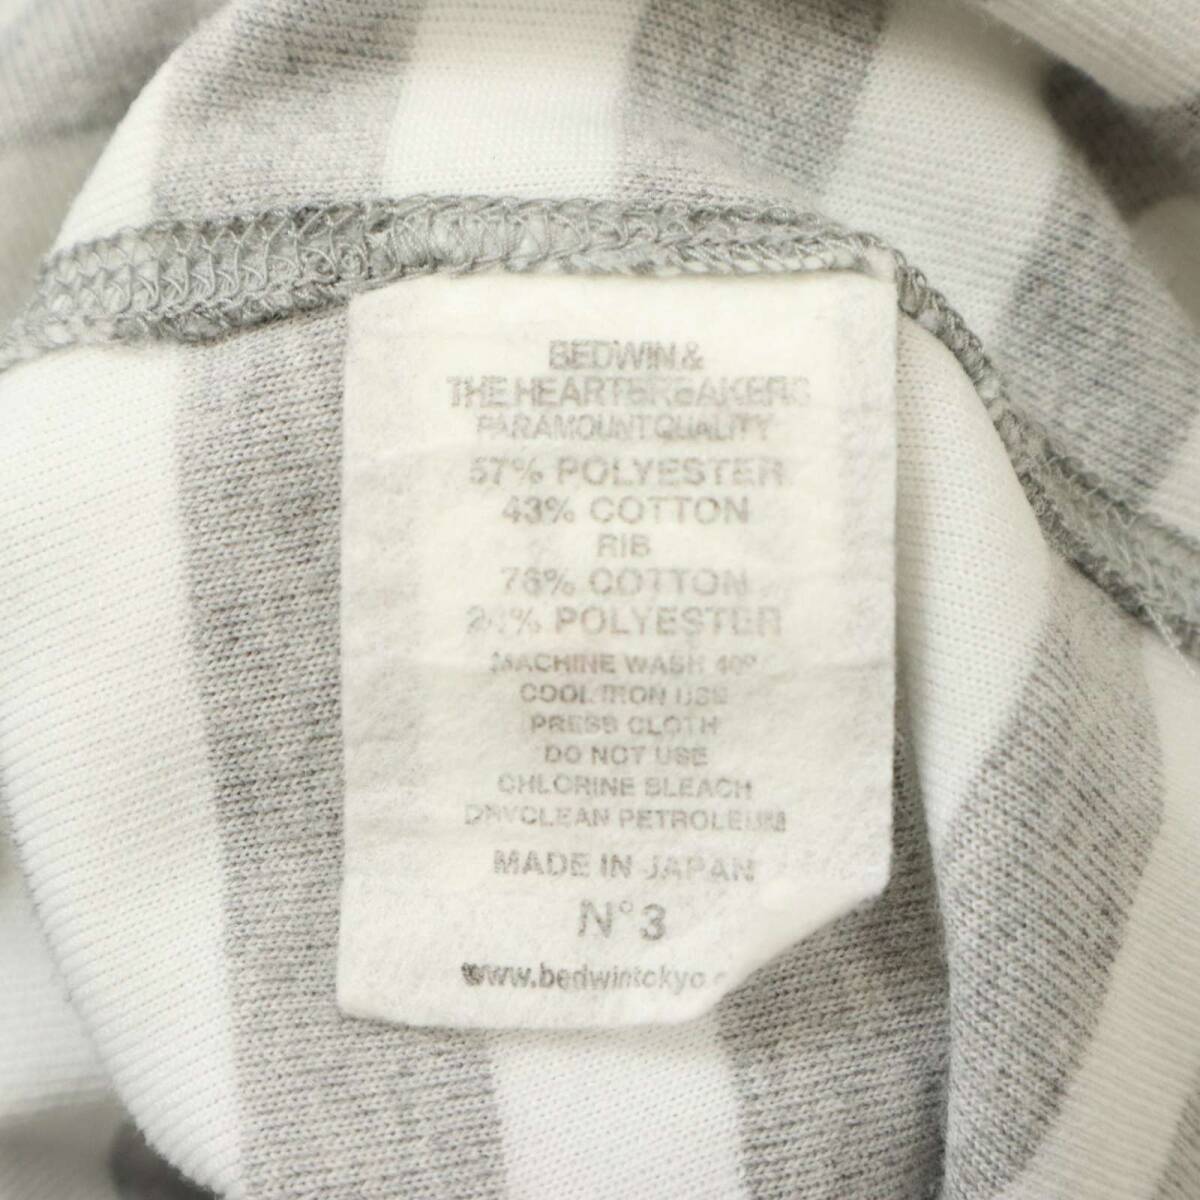 BEDWIN &
THE HEARTBREAKERS
PARAMOUNT QUALITY
57% POLYESTER
43% COTTON
RIB
76% COTTON
24% POLYESTER
MACHINE WASH 40°
COOL IRON USE
PRESS CLOTH
DO NOT USE
CHLORINE BLEACH
DRYCLEAN PETROLEUM
MADE IN JAPAN
N°3
www.bedwintokyo.c